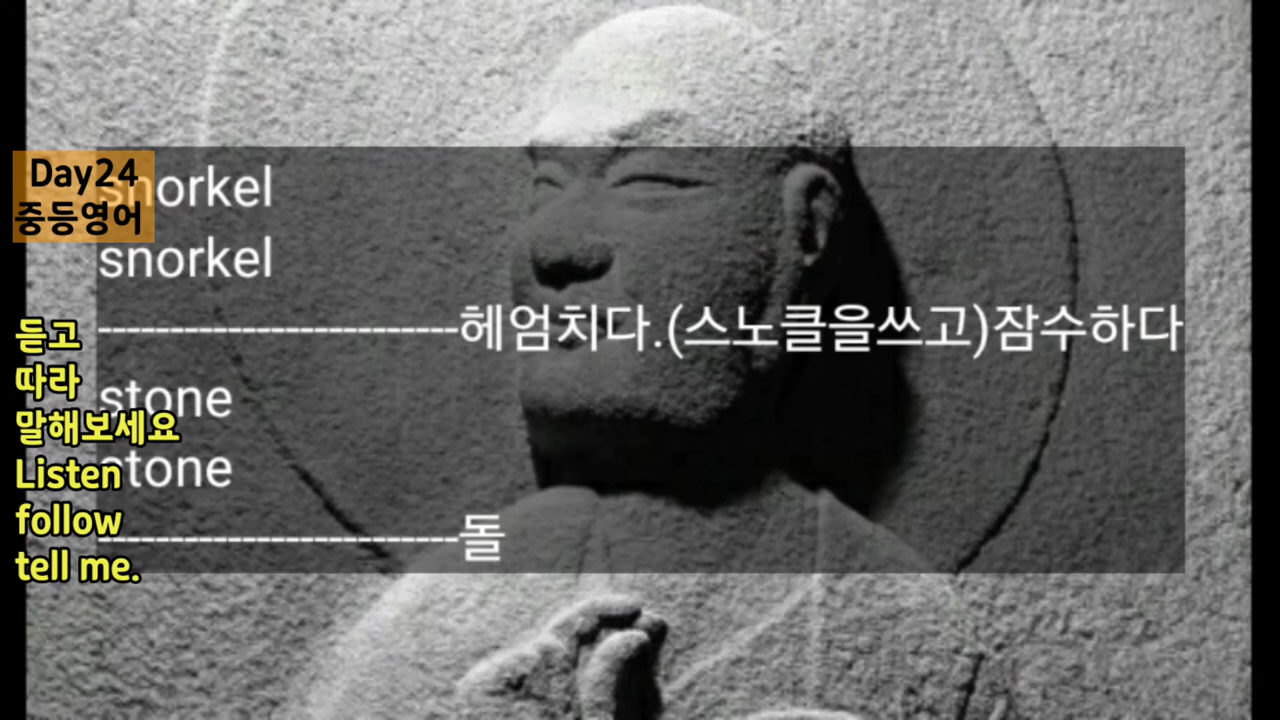 Day24
중등영어
snorkel
snorkel
-------------------------헤엄치다.(스노클을쓰고)잠수하다
stone
stone
-------------------------돌
듣고
따라
말해보세요
Listen
follow
tell me.